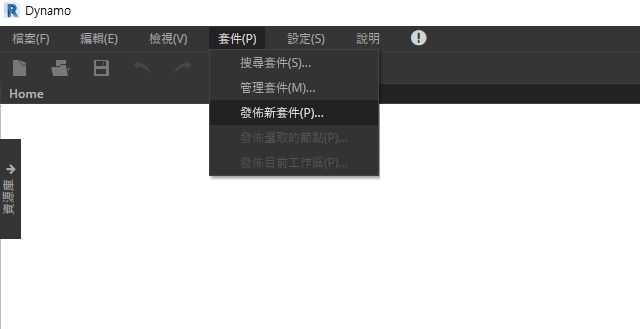 Dynamo
檔案(F) 編輯(E) 檢視(V) 套件(P) 設定(S) 說明
搜尋套件(S)...
管理套件(M)...
Home
發佈新套件(P)...
發佈選取的節點(P)...
發佈目前工作區(P)...
資源庫